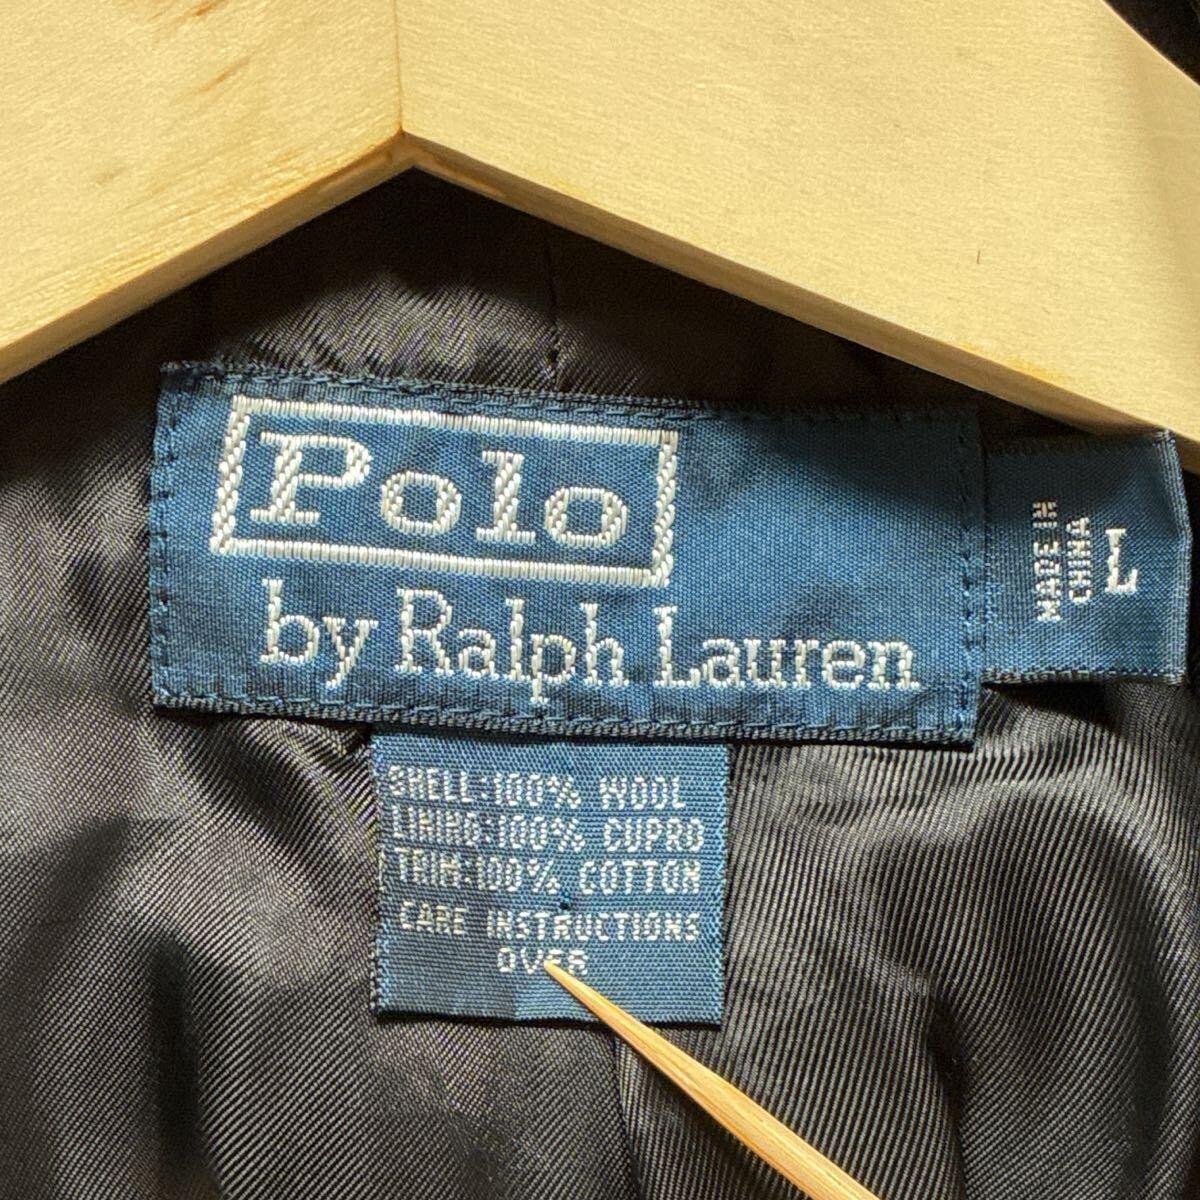 Polo
by Ralph Lauren
MADE IN
CHINA
L
SHELL:100% WOOL
LINING:100% CUPRO
TRIM:100% COTTON
CARE INSTRUCTIONS
OVER